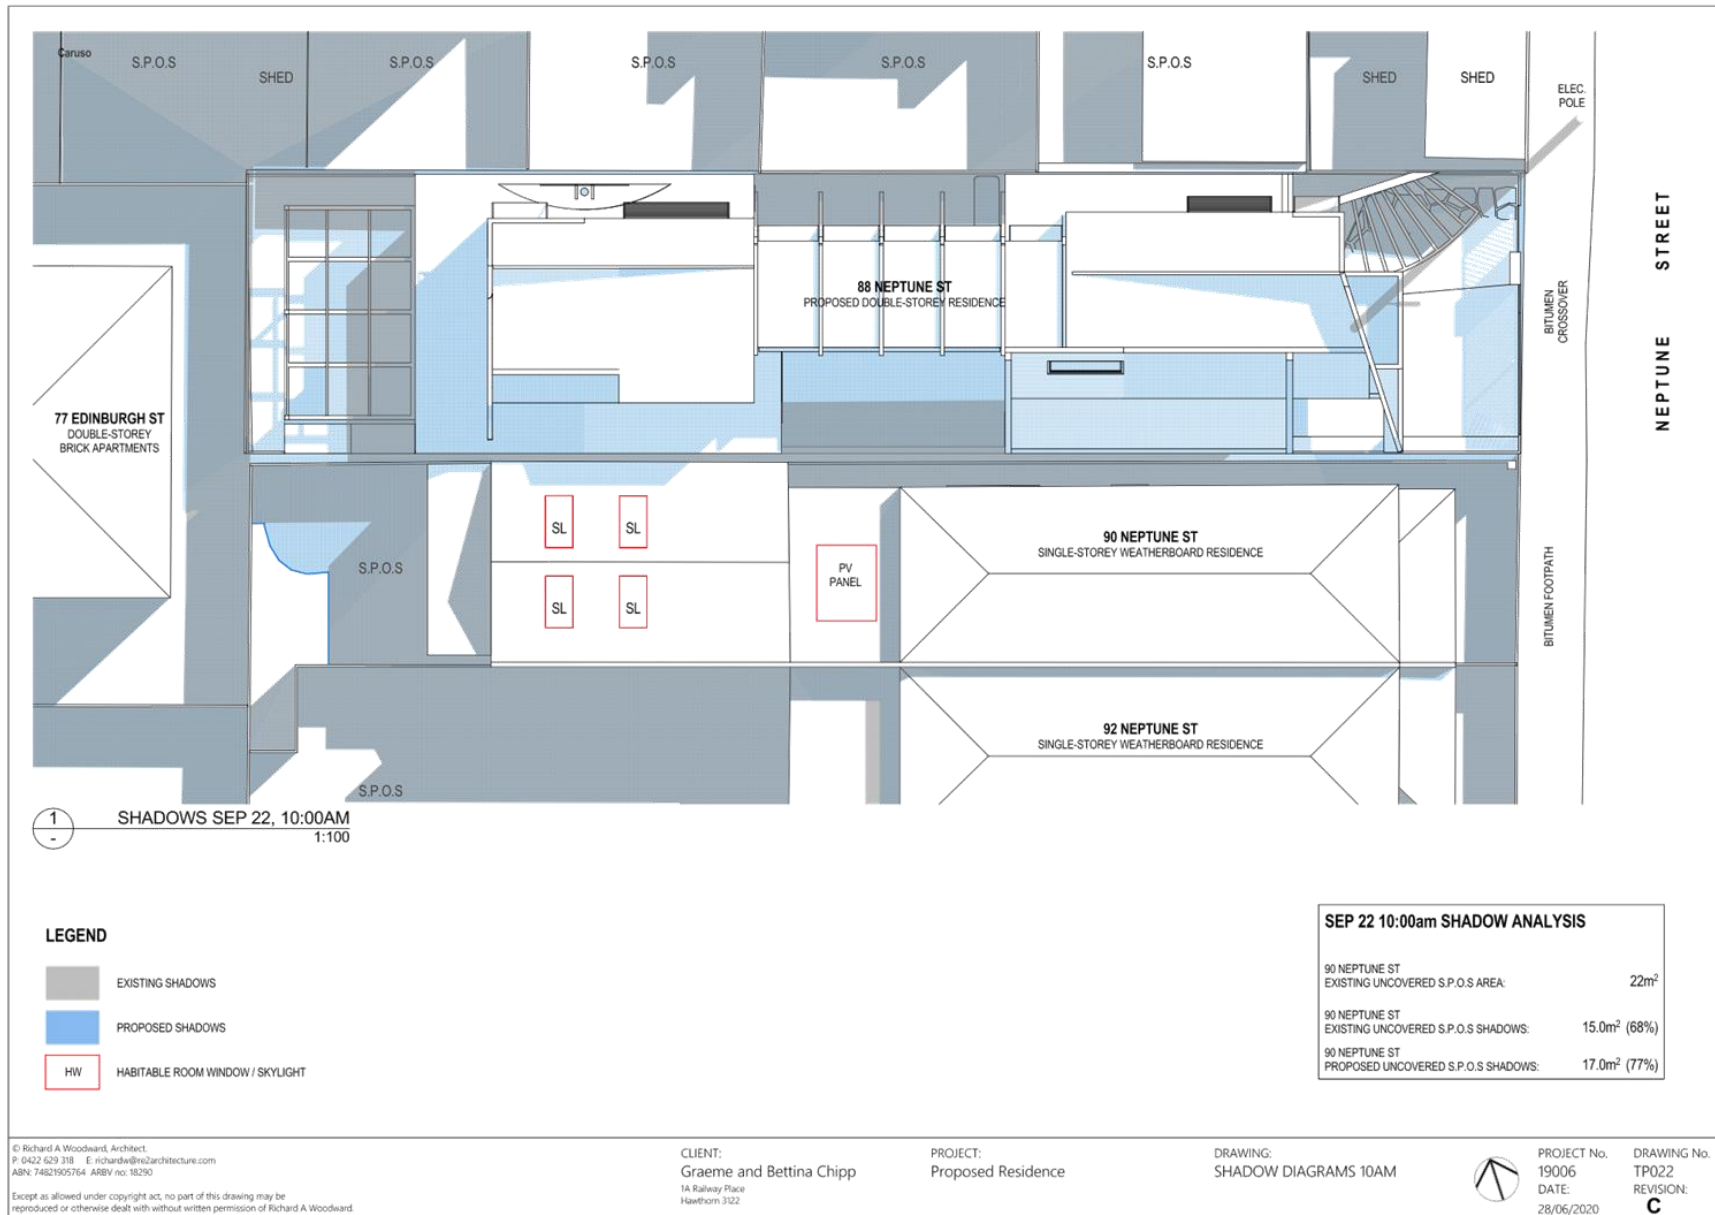 Caruso
S.P.O.S
SHED
S.P.O.S
S.P.O.S
S.P.O.S
S.P.O.S
SHED
SHED
ELEC.
POLE
NEPTUNE STREET
BITUMEN
CROSSOVER
88 NEPTUNE ST
PROPOSED DOUBLE-STOREY RESIDENCE
77 EDINBURGH ST
DOUBLE-STOREY
BRICK APARTMENTS
SL
SL
SL
SL
S.P.O.S
PV
PANEL
90 NEPTUNE ST
SINGLE-STOREY WEATHERBOARD RESIDENCE
BITUMEN FOOTPATH
92 NEPTUNE ST
SINGLE-STOREY WEATHERBOARD RESIDENCE
S.P.O.S
1
-
SHADOWS SEP 22, 10:00AM
1:100
LEGEND
EXISTING SHADOWS
PROPOSED SHADOWS
HW HABITABLE ROOM WINDOW / SKYLIGHT
SEP 22 10:00am SHADOW ANALYSIS
90 NEPTUNE ST
EXISTING UNCOVERED S.P.O.S AREA: 22m²
90 NEPTUNE ST
EXISTING UNCOVERED S.P.O.S SHADOWS: 15.0m² (68%)
90 NEPTUNE ST
PROPOSED UNCOVERED S.P.O.S SHADOWS: 17.0m² (77%)
© Richard A Woodward, Architect.
P: 0422 629 318 E: richardw@re2architecture.com
ABN: 74821905764 ARBV no: 18290
Except as allowed under copyright act, no part of this drawing may be
reproduced or otherwise dealt with without written permission of Richard A Woodward.
CLIENT:
Graeme and Bettina Chipp
1A Railway Place
Hawthorn 3122
PROJECT:
Proposed Residence
DRAWING:
SHADOW DIAGRAMS 10AM
PROJECT No.
19006
DATE:
28/06/2020
DRAWING No.
TP022
REVISION:
C